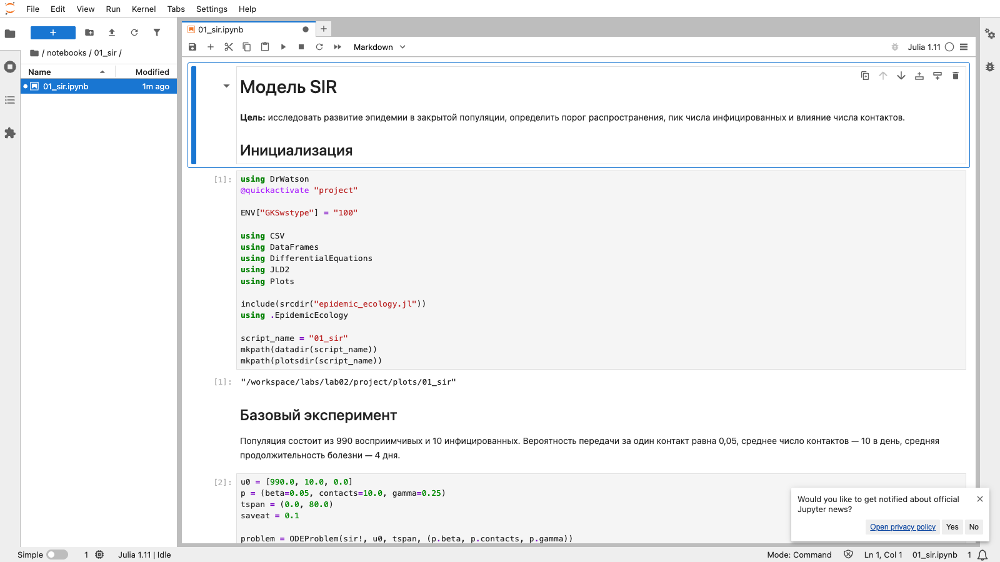 File Edit View Run Kernel Tabs Settings Help
/ notebooks / 01_sir /
Name Modified
01_sir.ipynb 1m ago
01_sir.ipynb
Markdown
Julia 1.11
Модель SIR
Цель: исследовать развитие эпидемии в закрытой популяции, определить порог распространения, пик числа инфицированных и влияние числа контактов.
Инициализация
[1]:
using DrWatson
@quickactivate "project"
ENV["GKSwstype"] = "100"
using CSV
using DataFrames
using DifferentialEquations
using JLD2
using Plots
include(srcdir("epidemic_ecology.jl"))
using .EpidemicEcology
script_name = "01_sir"
mkpath(datadir(script_name))
mkpath(plotsdir(script_name))
[1]: "/workspace/labs/lab02/project/plots/01_sir"
Базовый эксперимент
Популяция состоит из 990 восприимчивых и 10 инфицированных. Вероятность передачи за один контакт равна 0,05, среднее число контактов — 10 в день, средняя
продолжительность болезни — 4 дня.
[2]:
u0 = [990.0, 10.0, 0.0]
p = (beta=0.05, contacts=10.0, gamma=0.25)
tspan = (0.0, 80.0)
saveat = 0.1
problem = ODEProblem(sir!, u0, tspan, (p.beta, p.contacts, p.gamma))
Would you like to get notified about official
Jupyter news?
Open privacy policy Yes No
Simple 1 Julia 1.11 | Idle Mode: Command Ln 1, Col 1 01_sir.ipynb 1